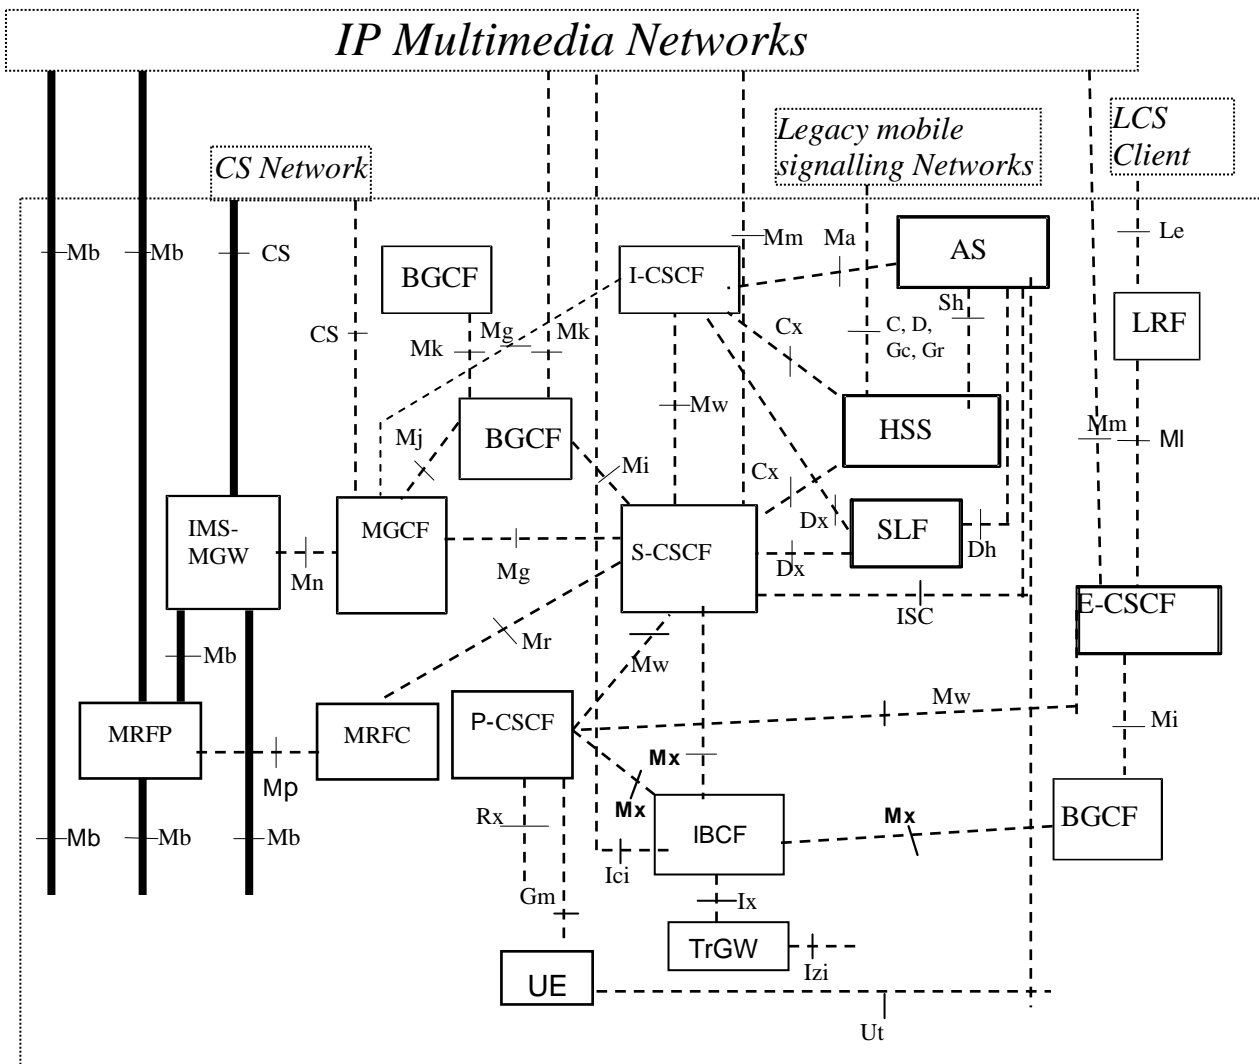 IP Multimedia Networks
Legacy mobile
signalling Networks
LCS
Client
CS Network
Mb
Mb
CS
Mm
Ma
Le
BGCF
I-CSCF
AS
Sh
LRF
CS
Mk
Mg
Mk
Cx
C, D,
Gc, Gr
Mw
Mj
BGCF
Mi
HSS
Mm
Ml
Cx
IMS-
MGW
MGCF
S-CSCF
Dx
SLF
Mn
Mg
Dx
Dh
ISC
E-CSCF
Mb
Mr
Mw
Mw
MRFP
MRFC
P-CSCF
Mi
Mp
Mx
Mx
Mx
Rx
IBCF
BGCF
Mb
Mb
Mb
Ici
Gm
Ix
TrGW
Izi
UE
Ut